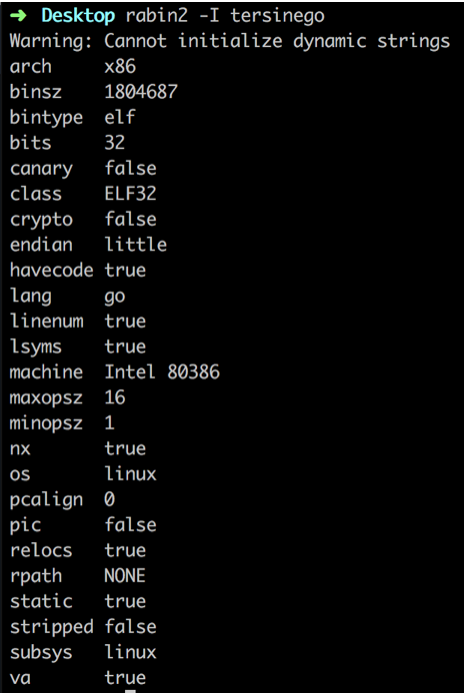 ➜ Desktop rabin2 -I tersinego
Warning: Cannot initialize dynamic strings
arch x86
binsz 1804687
bintype elf
bits 32
canary false
class ELF32
crypto false
endian little
havecode true
lang go
linenum true
lsyms true
machine Intel 80386
maxopsz 16
minopsz 1
nx true
os linux
pcalign 0
pic false
relocs true
rpath NONE
static true
stripped false
subsys linux
va true